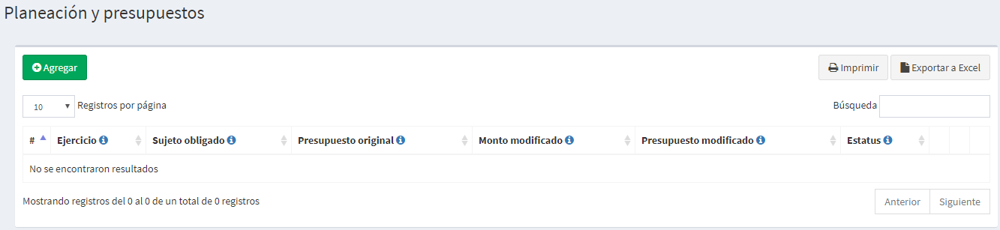 Planeación y presupuestos
Agregar
Imprimir Exportar a Excel
10 Registros por página Búsqueda
# Ejercicio Sujeto obligado Presupuesto original Monto modificado Presupuesto modificado Estatus
No se encontraron resultados
Mostrando registros del 0 al 0 de un total de 0 registros
Anterior Siguiente